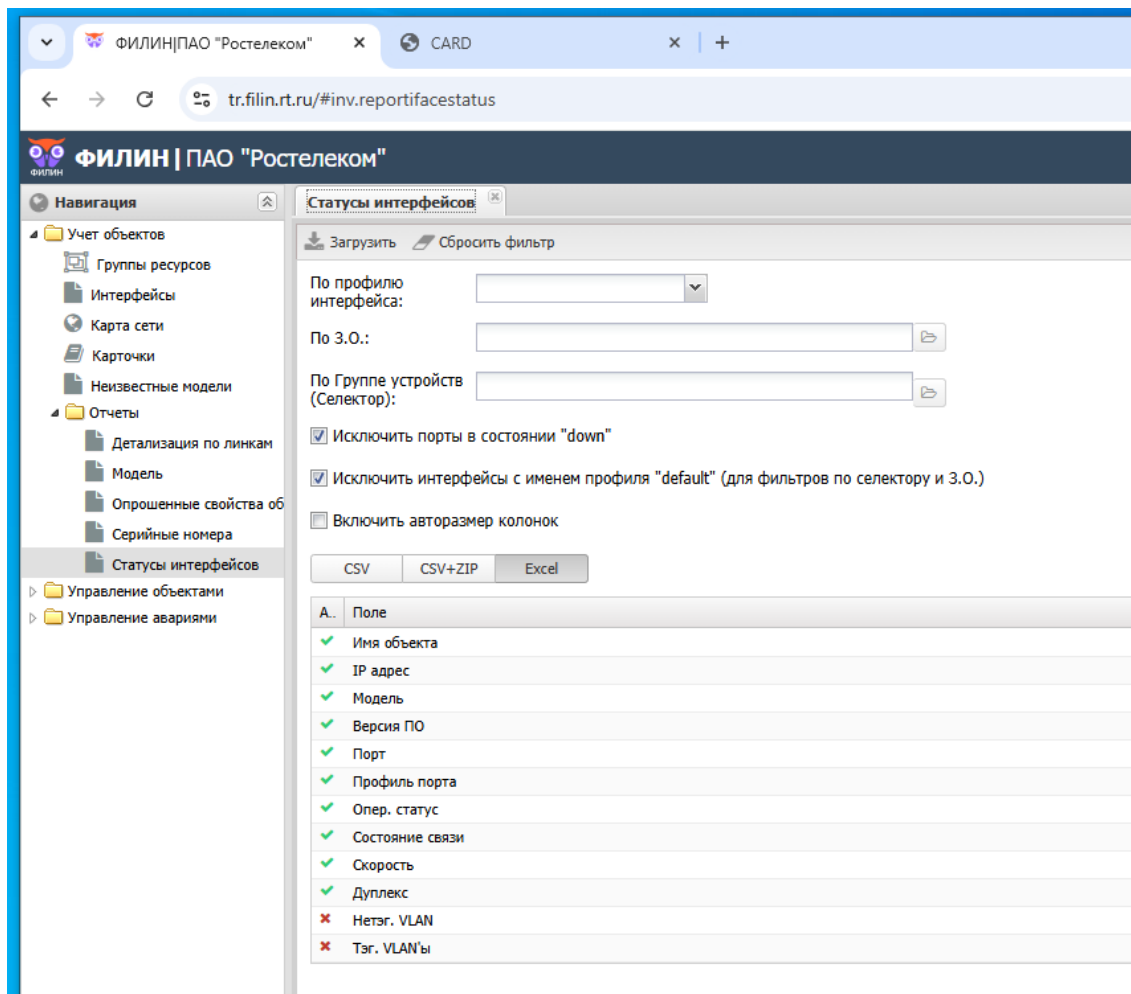 ФИЛИН|ПАО "Ростелеком"
CARD
tr.filin.rt.ru/#inv.reportifacestatus
ФИЛИН
ФИЛИН | ПАО "Ростелеком"
Навигация
Статусы интерфейсов
Учет объектов
Группы ресурсов
Интерфейсы
Карта сети
Карточки
Неизвестные модели
Отчеты
Детализация по линкам
Модель
Опрошенные свойства об
Серийные номера
Статусы интерфейсов
Управление объектами
Управление авариями
Загрузить
Сбросить фильтр
По профилю
интерфейса:
По З.О.:
По Группе устройств
(Селектор):
Исключить порты в состоянии "down"
Исключить интерфейсы с именем профиля "default" (для фильтров по селектору и З.О.)
Включить авторазмер колонок
CSV
CSV+ZIP
Excel
А..
Поле
Имя объекта
IP адрес
Модель
Версия ПО
Порт
Профиль порта
Опер. статус
Состояние связи
Скорость
Дуплекс
Нетэг. VLAN
Тэг. VLAN'ы